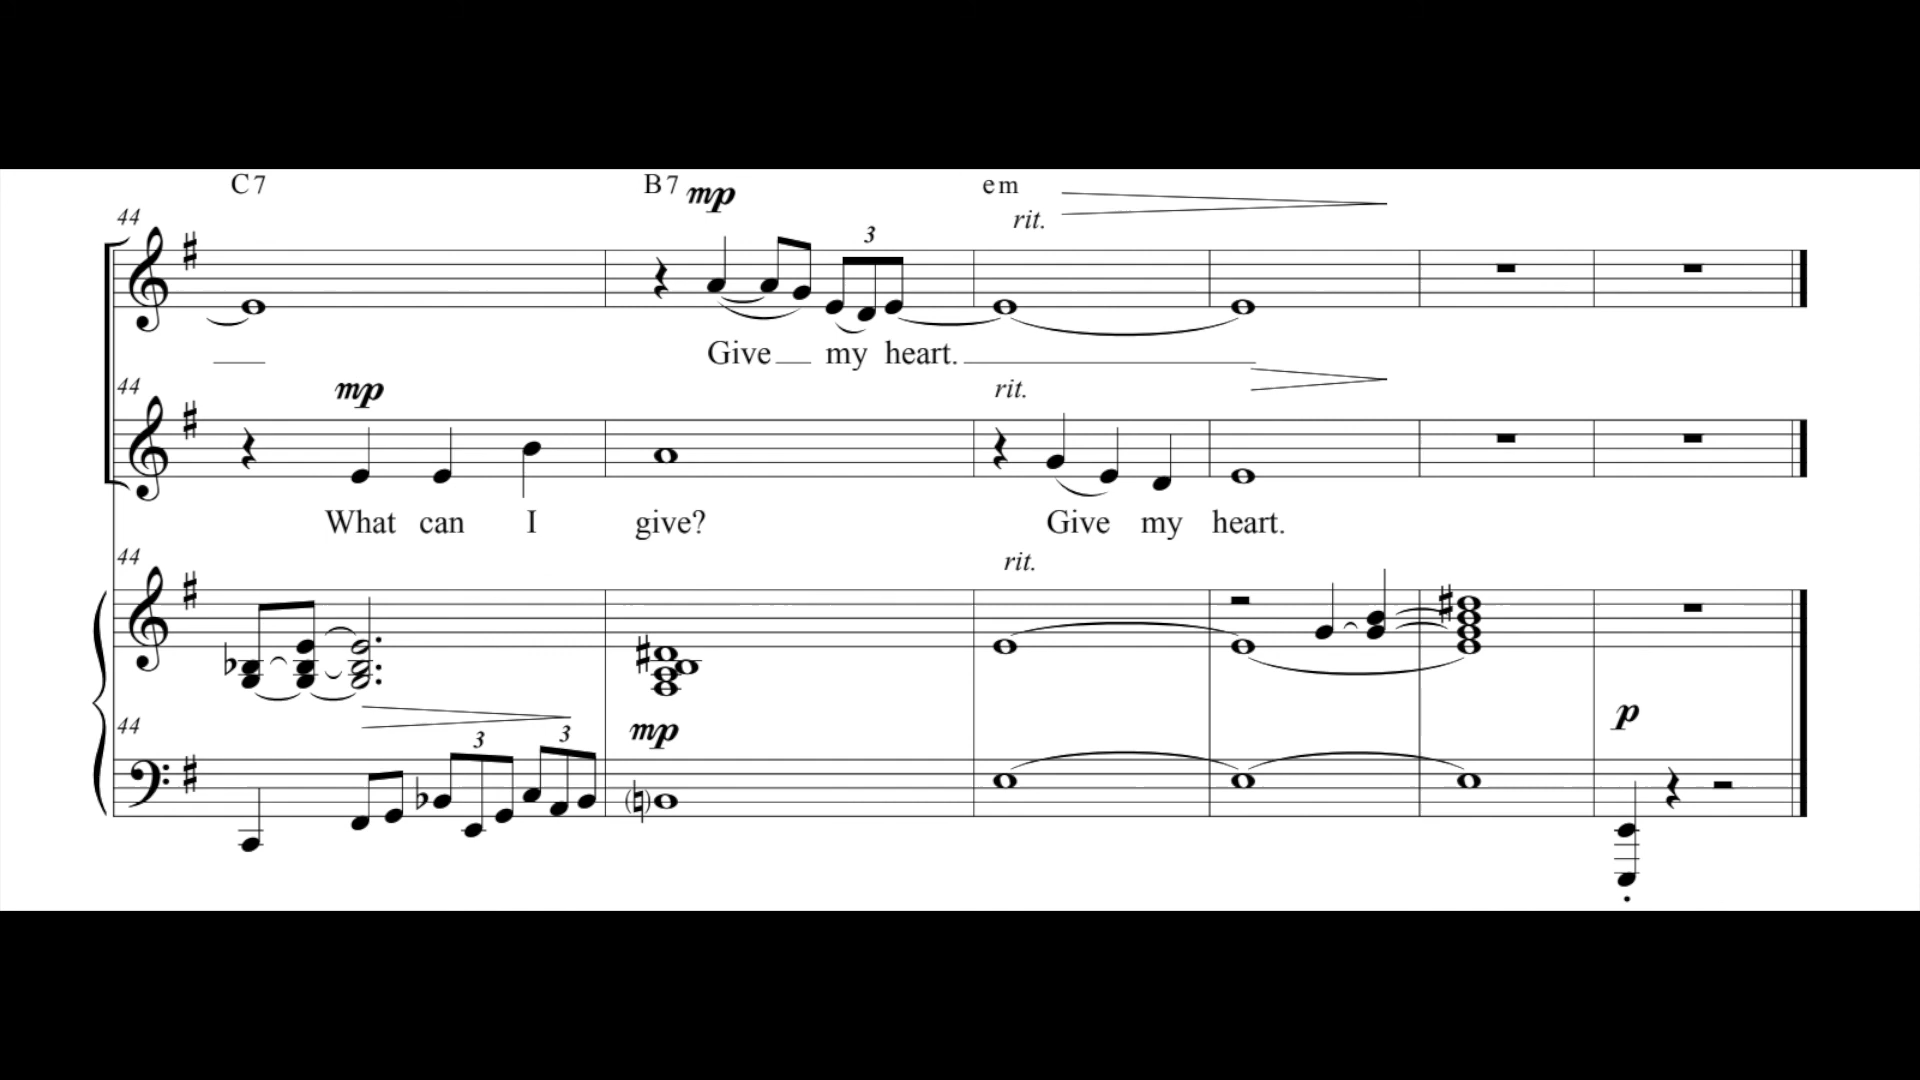 C7 B7 mp em
rit.
44
3
Give my heart.
44 mp rit.
What can I give? Give my heart.
44 rit.
44 3 3 mp p